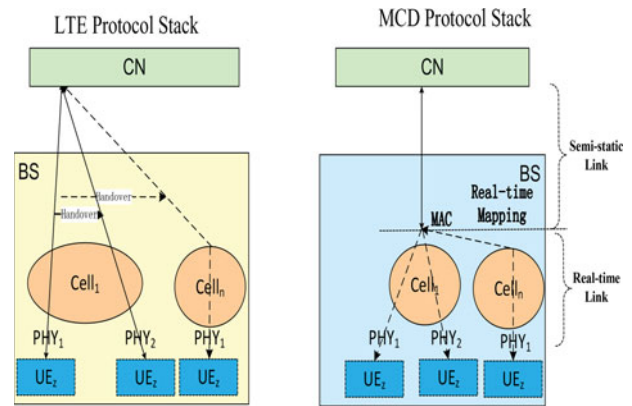 LTE Protocol Stack
CN
BS
Handover
Handover
Cell₁
Celln
PHY₁
PHY₂
PHY₁
UEz
UEz
UEz
MCD Protocol Stack
CN
BS
Real-time
Mapping
MAC
Cell₁
Celln
PHY₁
PHY₂
PHY₁
UEz
UEz
UEz
Semi-static
Link
Real-time
Link